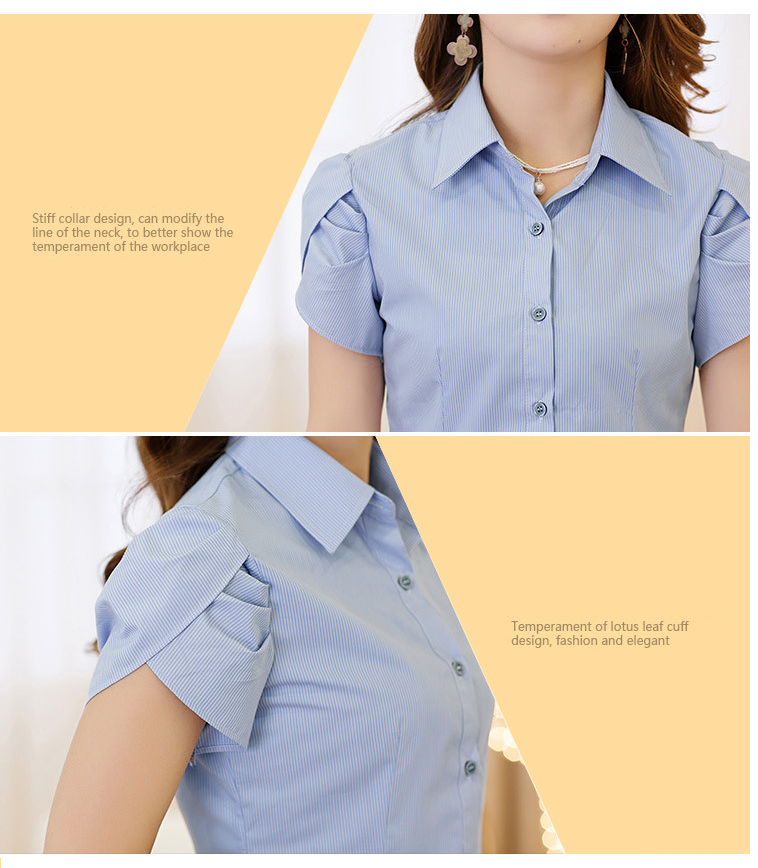 Stiff collar design, can modify the
line of the neck, to better show the
temperament of the workplace
Temperament of lotus leaf cuff
design, fashion and elegant